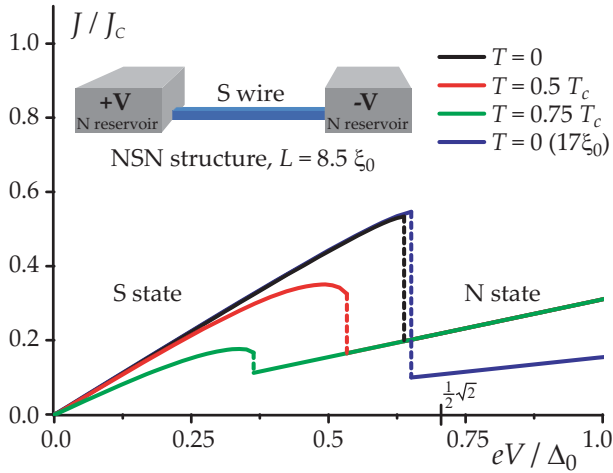 J / J_C
1.0
0.8
0.6
0.4
0.2
0.0
+V
N reservoir
S wire
-V
N reservoir
NSN structure, L = 8.5 ξ₀
T = 0
T = 0.5 T_c
T = 0.75 T_c
T = 0 (17ξ₀)
S state
N state
½√2
0.0
0.25
0.5
0.75
1.0
eV / Δ₀